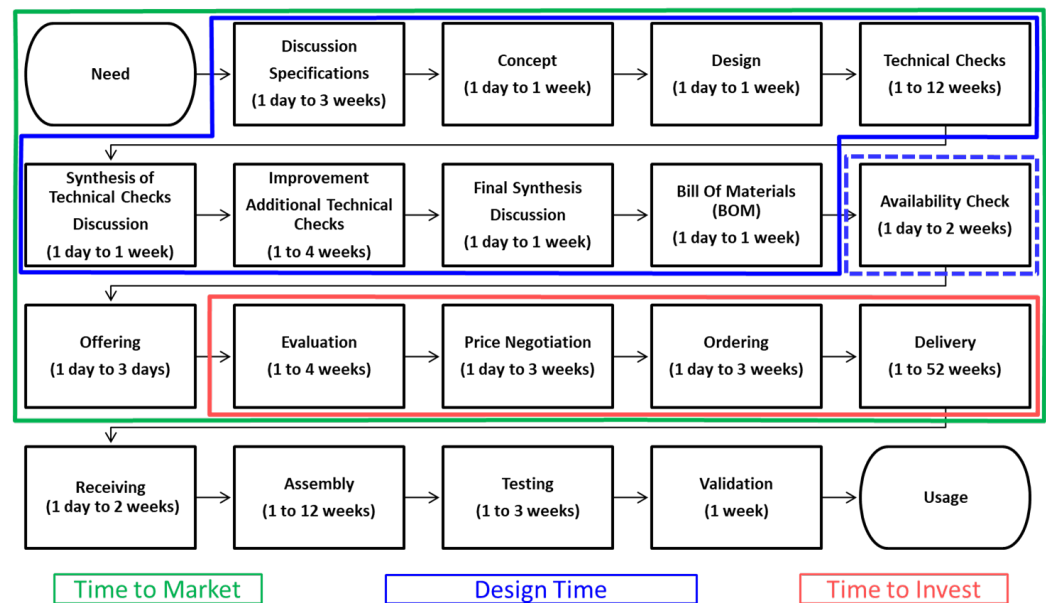 Need
Discussion
Specifications
(1 day to 3 weeks)
Concept
(1 day to 1 week)
Design
(1 day to 1 week)
Technical Checks
(1 to 12 weeks)
Synthesis of
Technical Checks
Discussion
(1 day to 1 week)
Improvement
Additional Technical
Checks
(1 to 4 weeks)
Final Synthesis
Discussion
(1 day to 1 week)
Bill Of Materials
(BOM)
(1 day to 1 week)
Availability Check
(1 day to 2 weeks)
Offering
(1 day to 3 days)
Evaluation
(1 to 4 weeks)
Price Negotiation
(1 day to 3 weeks)
Ordering
(1 day to 3 weeks)
Delivery
(1 to 52 weeks)
Receiving
(1 day to 2 weeks)
Assembly
(1 to 12 weeks)
Testing
(1 to 3 weeks)
Validation
(1 week)
Usage
Time to Market
Design Time
Time to Invest